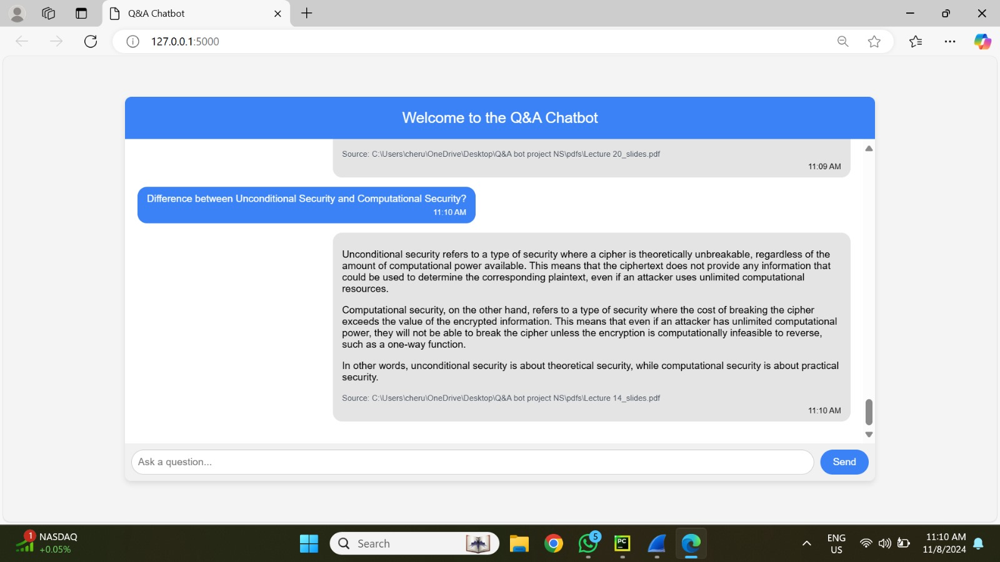 Q&A Chatbot
127.0.0.1:5000
Welcome to the Q&A Chatbot
Source: C:\Users\cheru\OneDrive\Desktop\Q&A bot project NS\pdfs\Lecture 20_slides.pdf
11:09 AM
Difference between Unconditional Security and Computational Security?
11:10 AM
Unconditional security refers to a type of security where a cipher is theoretically unbreakable, regardless of the
amount of computational power available. This means that the ciphertext does not provide any information that
could be used to determine the corresponding plaintext, even if an attacker uses unlimited computational
resources.
Computational security, on the other hand, refers to a type of security where the cost of breaking the cipher
exceeds the value of the encrypted information. This means that even if an attacker has unlimited computational
power, they will not be able to break the cipher unless the encryption is computationally infeasible to reverse,
such as a one-way function.
In other words, unconditional security is about theoretical security, while computational security is about practical
security.
Source: C:\Users\cheru\OneDrive\Desktop\Q&A bot project NS\pdfs\Lecture 14_slides.pdf
11:10 AM
Ask a question...
Send
1
NASDAQ
+0.05%
Search
5
PC
ENG
US
11:10 AM
11/8/2024